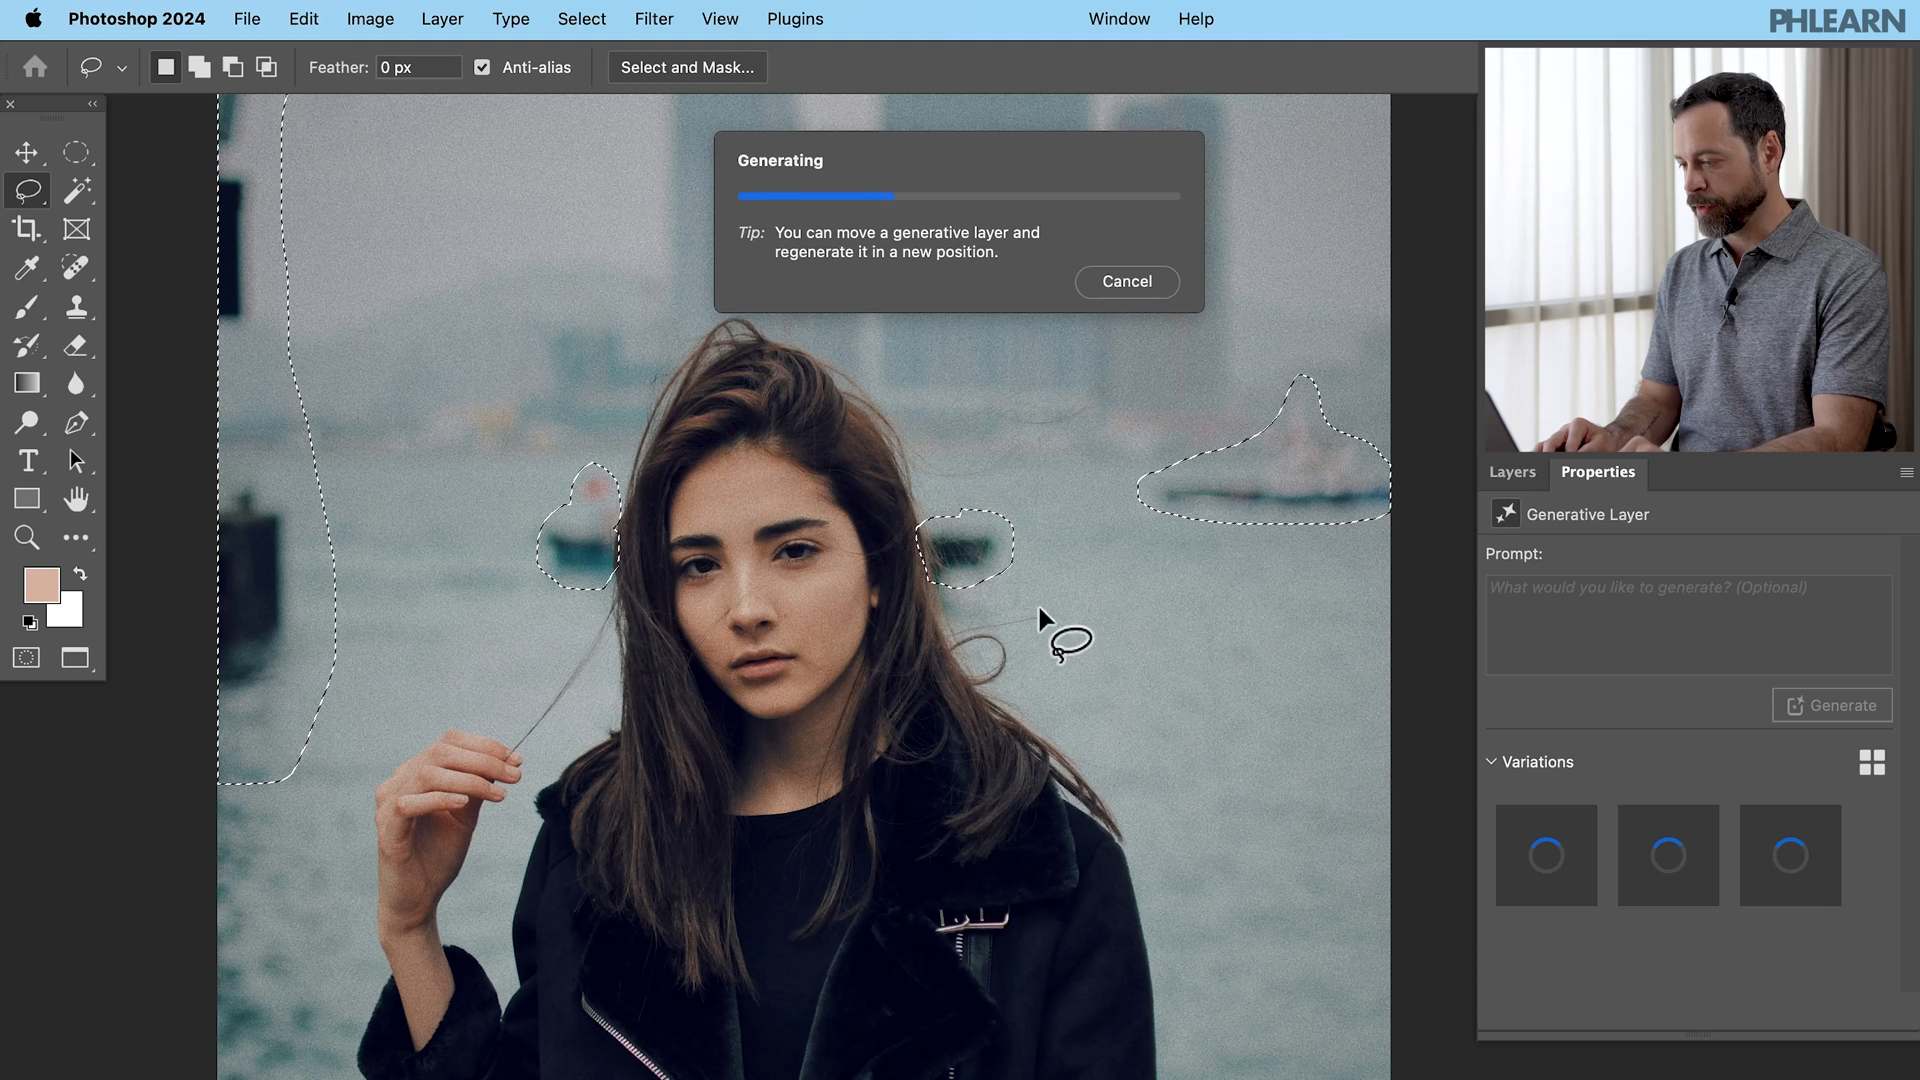 Photoshop 2024 File Edit Image Layer Type Select Filter View Plugins Window Help
PHLEARN
Feather: 0 px Anti-alias Select and Mask...
Generating
Tip: You can move a generative layer and
regenerate it in a new position.
Cancel
Layers Properties
Generative Layer
Prompt:
What would you like to generate? (Optional)
Generate
Variations